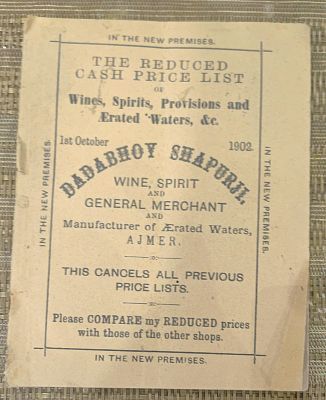 IN THE NEW PREMISES.
THE REDUCED
CASH PRICE LIST
OF
Wines, Spirits, Provisions and
Ærated Waters, &c.
1st October 1902.
DADABHOY SHAPURJI,
WINE, SPIRIT
AND
GENERAL MERCHANT
AND
Manufacturer of Ærated Waters,
AJMER.
THIS CANCELS ALL PREVIOUS
PRICE LISTS.
Please COMPARE my REDUCED prices
with those of the other shops.
IN THE NEW PREMISES.
IN THE NEW PREMISES.
IN THE NEW PREMISES.